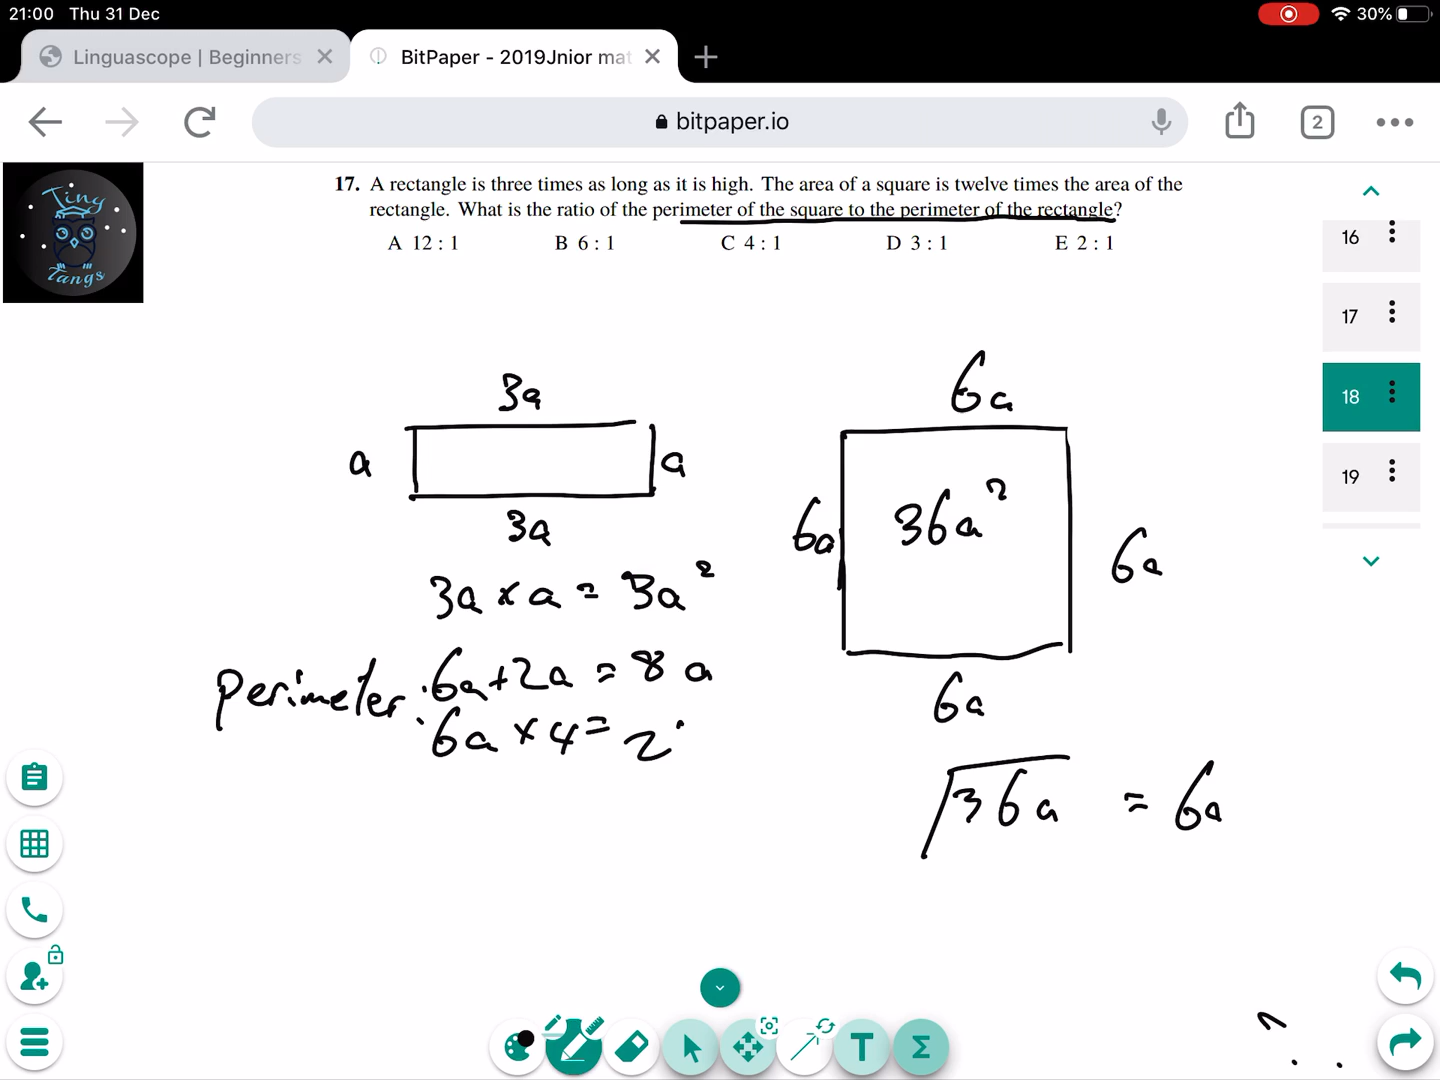 21:00 Thu 31 Dec
30%
Linguascope | Beginners
BitPaper - 2019Jnior mat
bitpaper.io
2
Tiny
Tangs
17. A rectangle is three times as long as it is high. The area of a square is twelve times the area of the
rectangle. What is the ratio of the perimeter of the square to the perimeter of the rectangle?
A 12 : 1 B 6 : 1 C 4 : 1 D 3 : 1 E 2 : 1
16
17
18
19
3a
a
a
3a
3a × a = 3a²
perimeter : 6a+2a = 8a
6a × 4 = 2
6a
6a
36a²
6a
6a
√36a = 6a
T
Σ